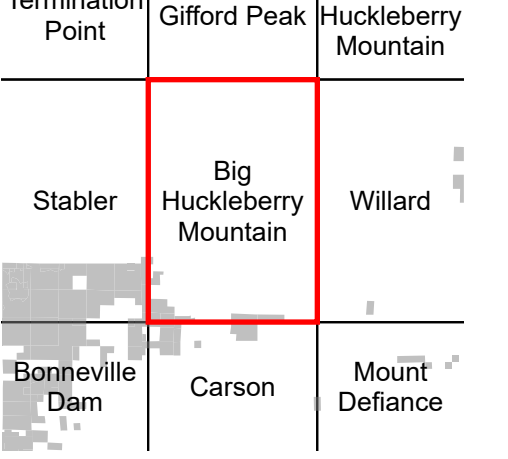 Termination
Point
Gifford Peak
Huckleberry
Mountain
Stabler
Big
Huckleberry
Mountain
Willard
Bonneville
Dam
Carson
Mount
Defiance